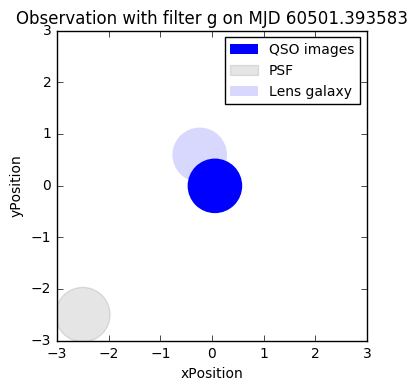 Observation with filter g on MJD 60501.393583
QSO images
PSF
Lens galaxy
3
2
1
0
−1
−2
−3
yPosition
−3 −2 −1 0 1 2 3
xPosition